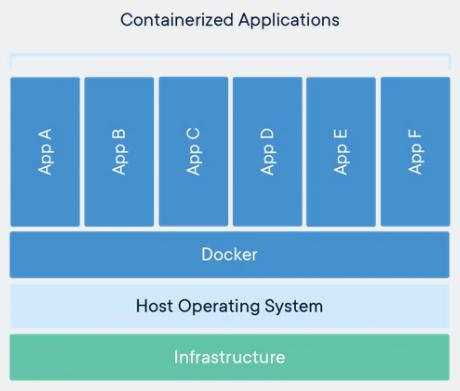 Containerized Applications
App A
App B
App C
App D
App E
App F
Docker
Host Operating System
Infrastructure